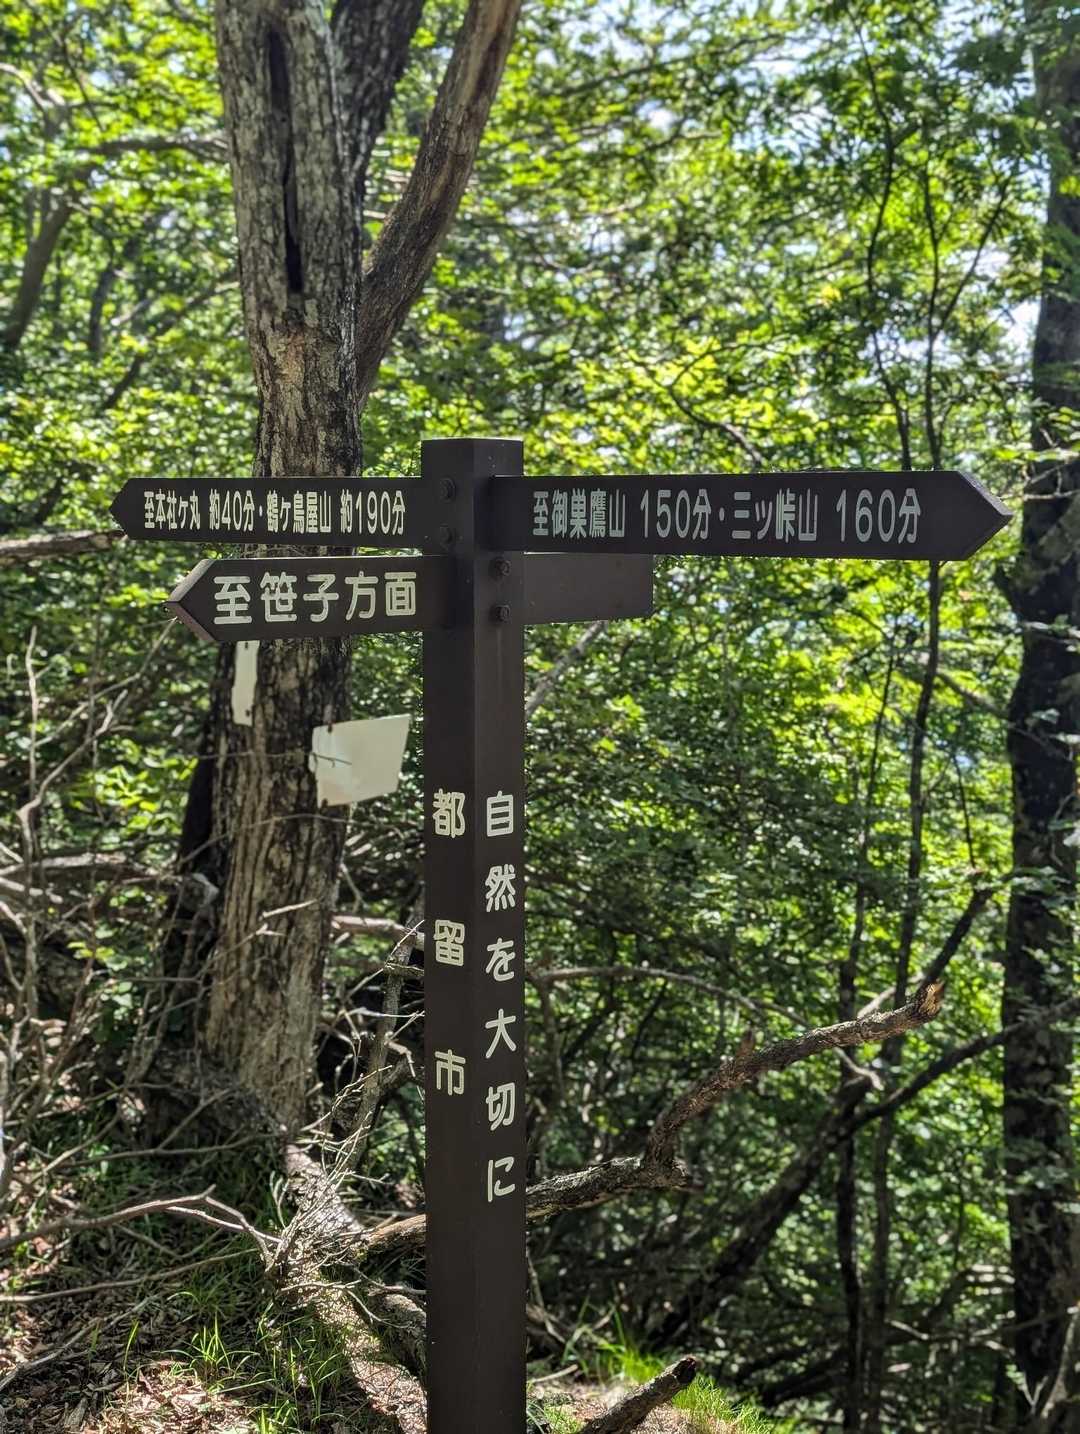 至本社ケ丸 約40分・鶴ケ鳥屋山 約190分
至御巣鷹山 150分・三ッ峠山 160分
至笹子方面
都留市
自然を大切に